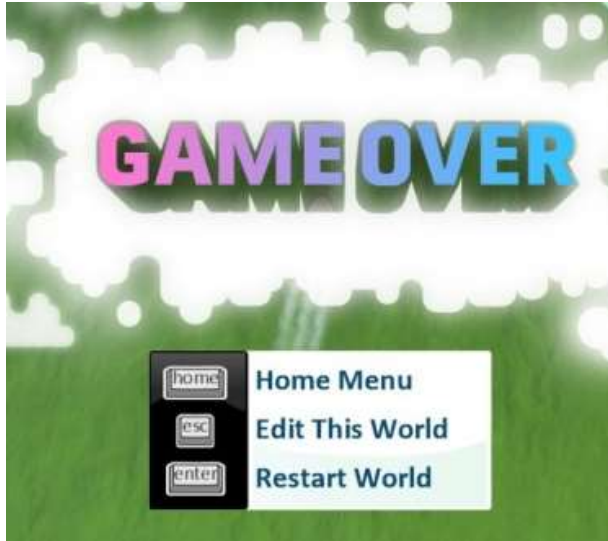 GAME OVER
home Home Menu
esc Edit This World
enter Restart World